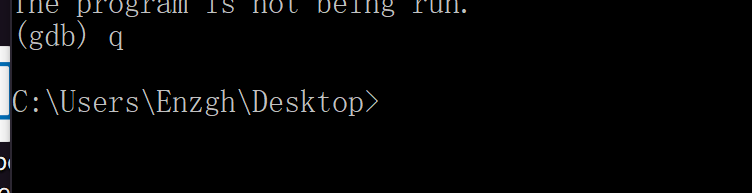 The program is not being run.
(gdb) q
C:\Users\Enzgh\Desktop>